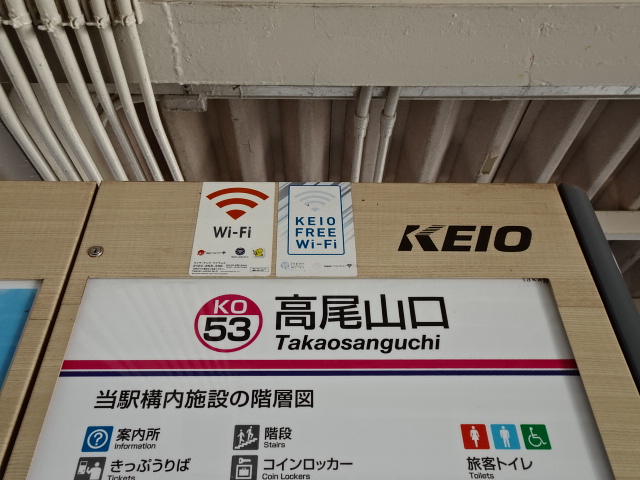 Wi-Fi
KEIO
FREE
Wi-Fi
KEIO
KO
53
高尾山口
Takaosanguchi
当駅構内施設の階層図
案内所
Information
階段
Stairs
きっぷうりば
Tickets
コインロッカー
Coin Lockers
旅客トイレ
Toilets